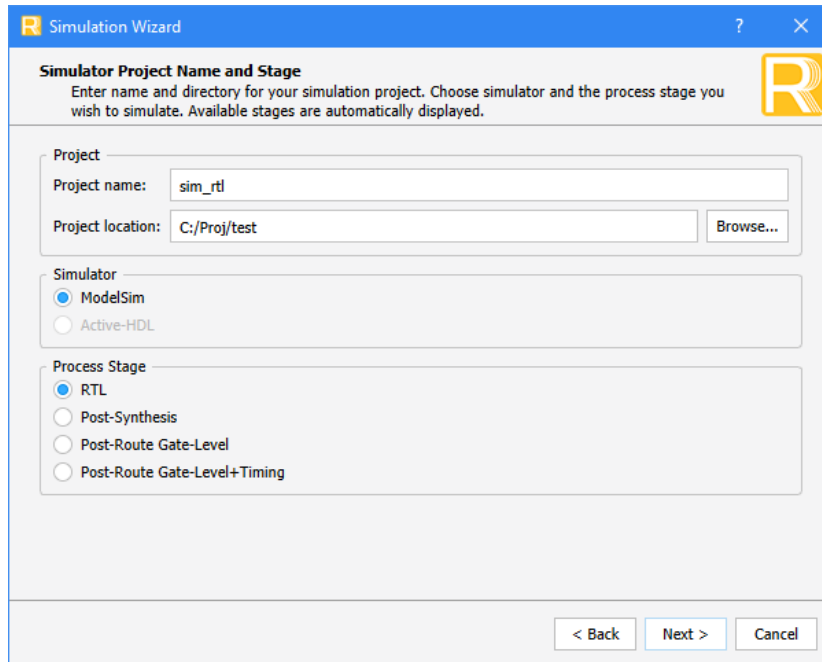 Simulation Wizard
Simulator Project Name and Stage
Enter name and directory for your simulation project. Choose simulator and the process stage you
wish to simulate. Available stages are automatically displayed.
Project
Project name: sim_rtl
Project location: C:/Proj/test Browse...
Simulator
ModelSim
Active-HDL
Process Stage
RTL
Post-Synthesis
Post-Route Gate-Level
Post-Route Gate-Level+Timing
< Back Next > Cancel